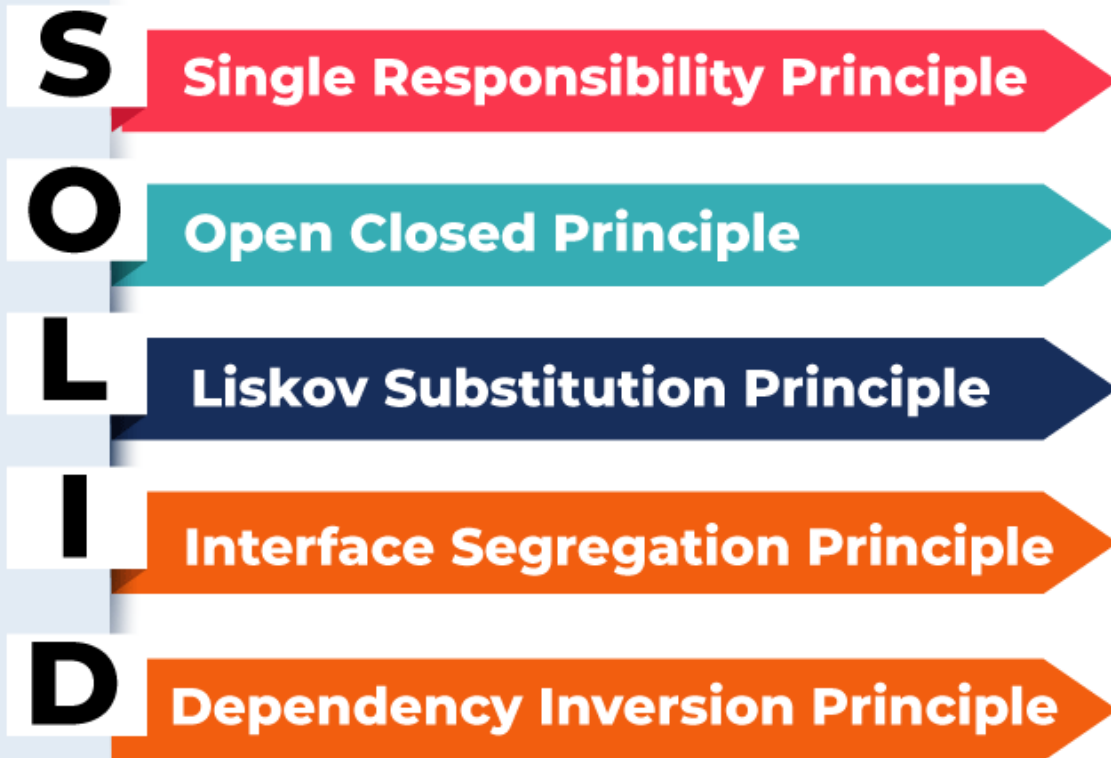 S Single Responsibility Principle
O Open Closed Principle
L Liskov Substitution Principle
I Interface Segregation Principle
D Dependency Inversion Principle